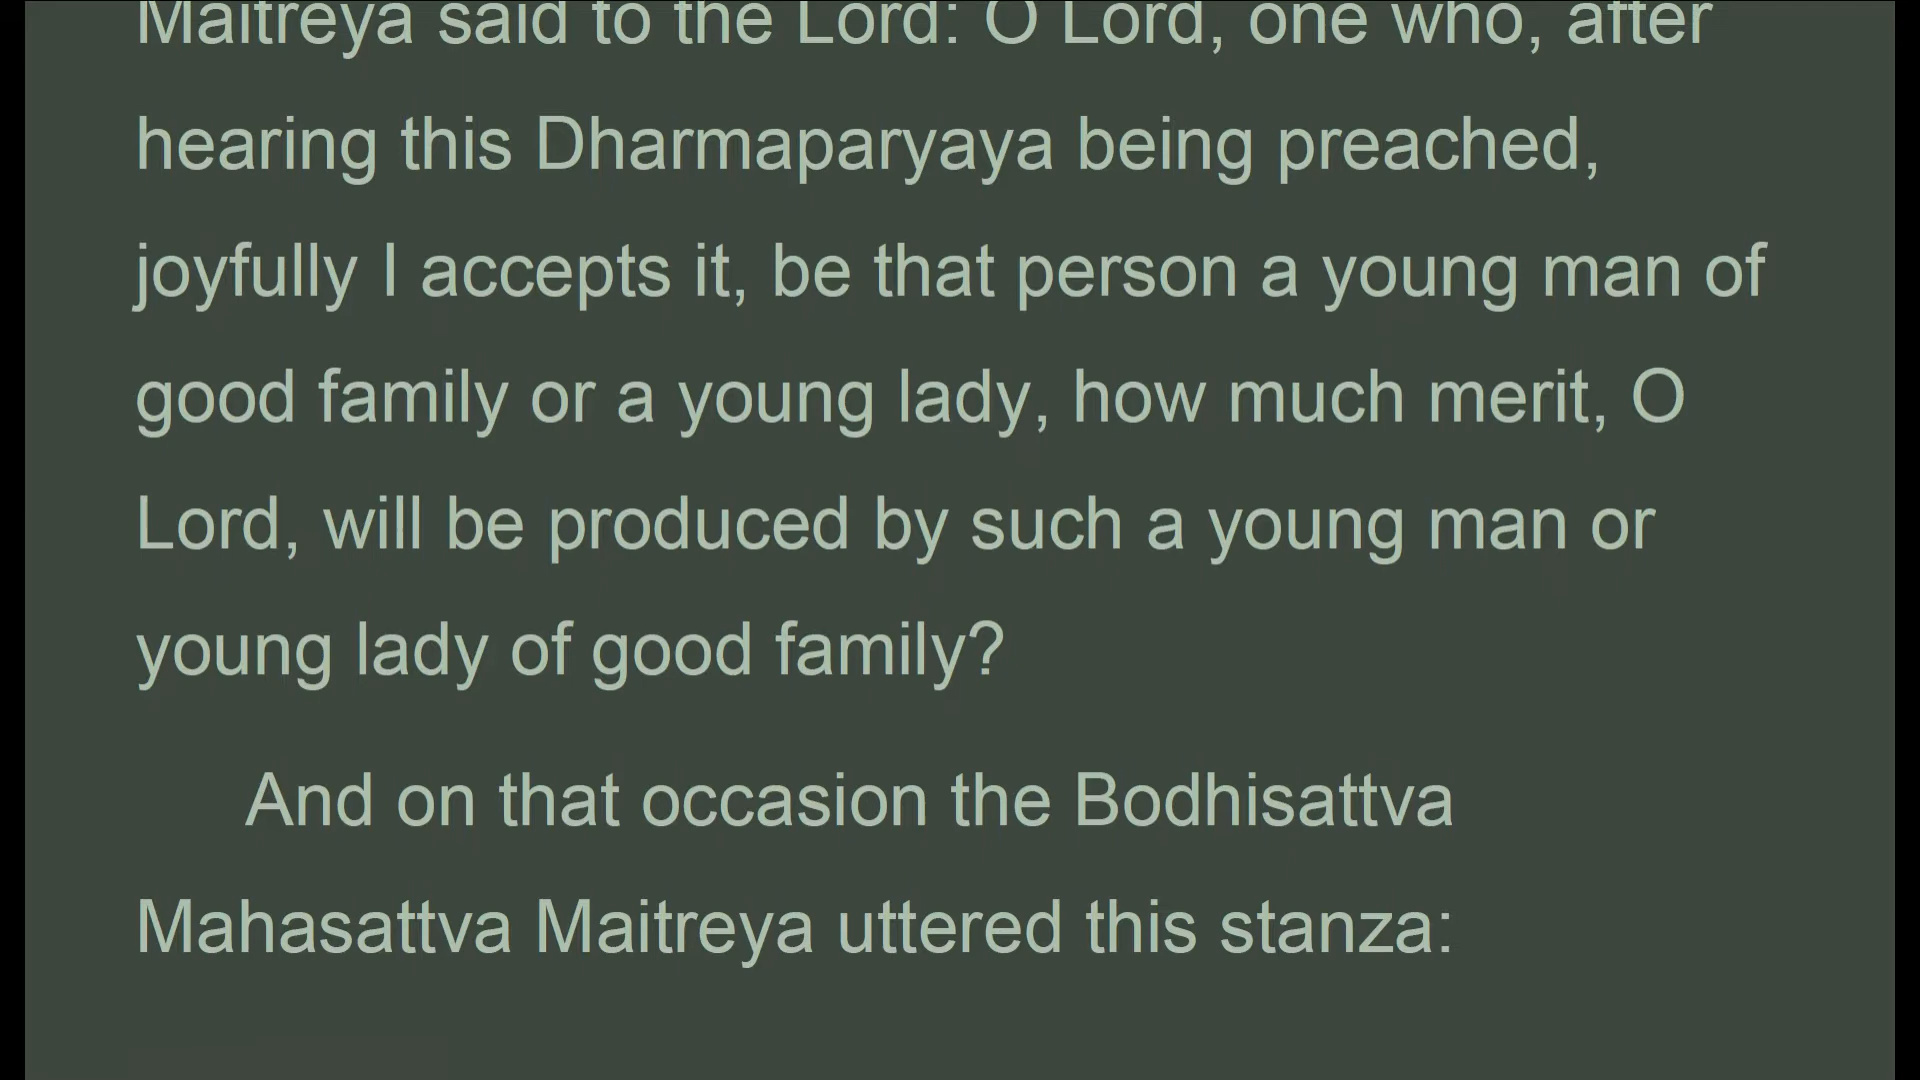 Maitreya said to the Lord: O Lord, one who, after
hearing this Dharmaparyaya being preached,
joyfully I accepts it, be that person a young man of
good family or a young lady, how much merit, O
Lord, will be produced by such a young man or
young lady of good family?
And on that occasion the Bodhisattva
Mahasattva Maitreya uttered this stanza: